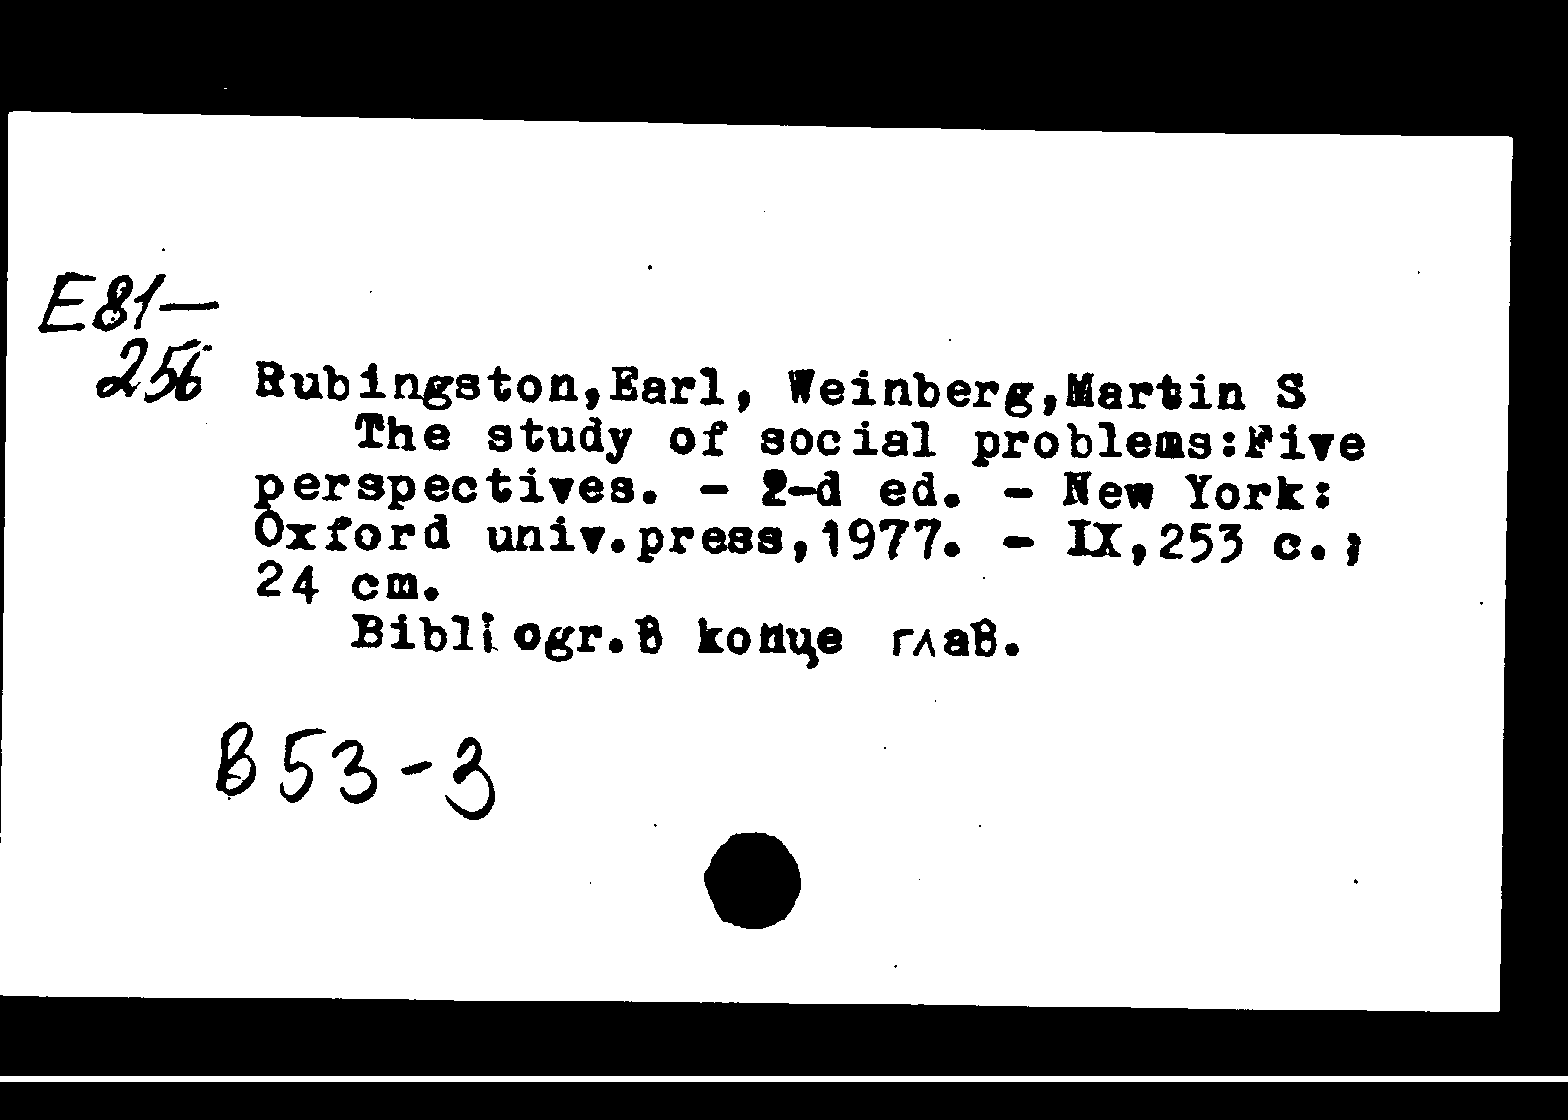 E81-
256
Rubingston,Earl, Weinberg,Martin S
The study of social problems:Five
perspectives. - 2-d ed. - New York:
Oxford univ.press,1977. - IX,253 c.;
24 cm.
Bibliogr.в конце глав.
В53-3